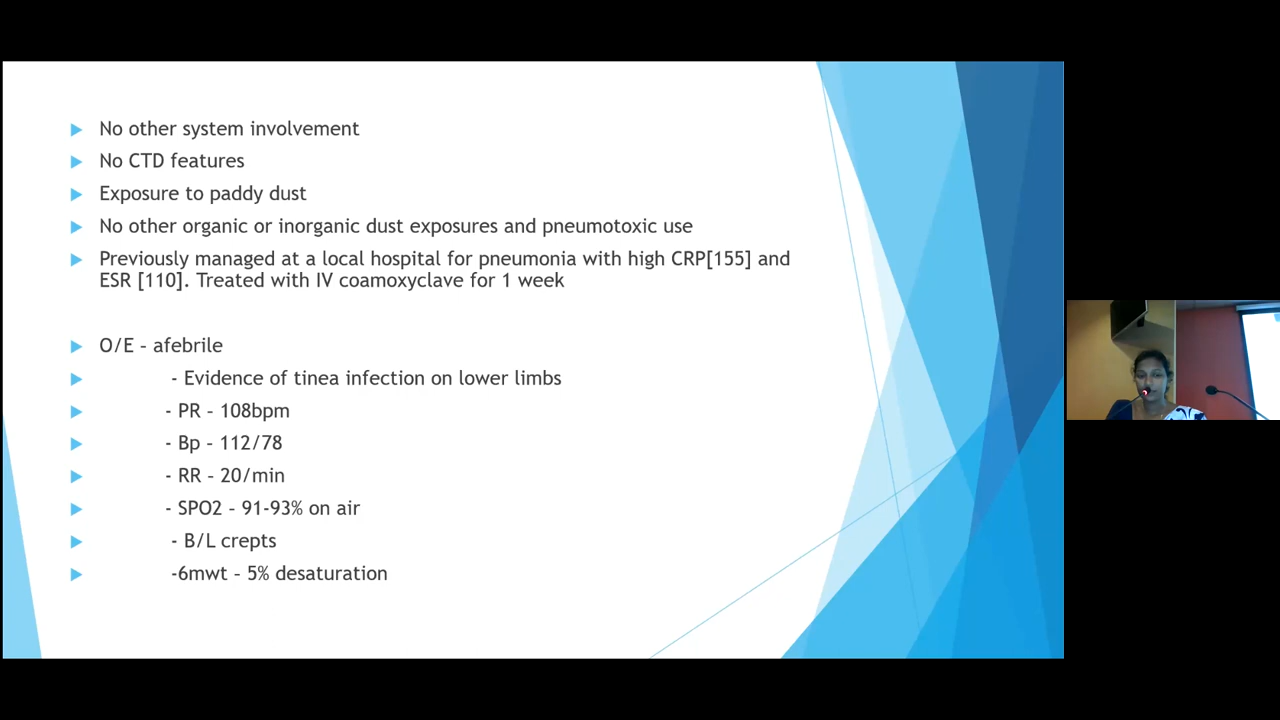 No other system involvement
No CTD features
Exposure to paddy dust
No other organic or inorganic dust exposures and pneumotoxic use
Previously managed at a local hospital for pneumonia with high CRP[155] and
ESR [110]. Treated with IV coamoxyclave for 1 week
O/E – afebrile
- Evidence of tinea infection on lower limbs
- PR – 108bpm
- Bp – 112/78
- RR – 20/min
- SPO2 – 91-93% on air
- B/L crepts
-6mwt – 5% desaturation